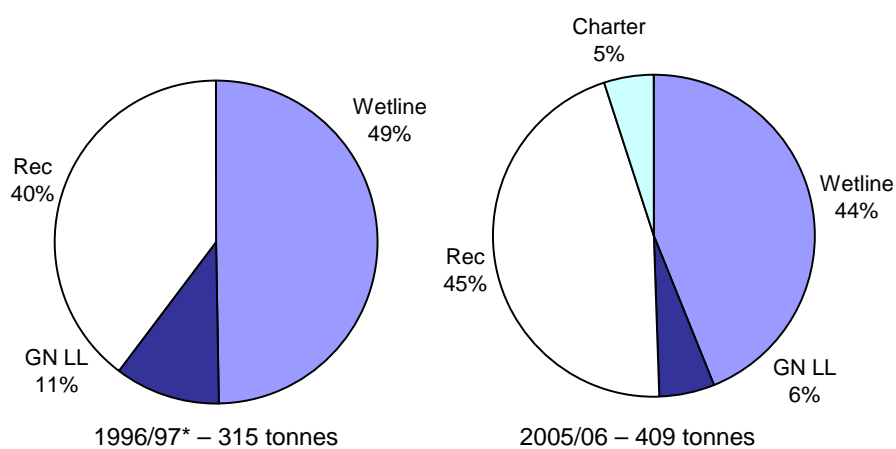 Wetline
49%
Rec
40%
GN LL
11%
1996/97* – 315 tonnes
Charter
5%
Wetline
44%
Rec
45%
GN LL
6%
2005/06 – 409 tonnes